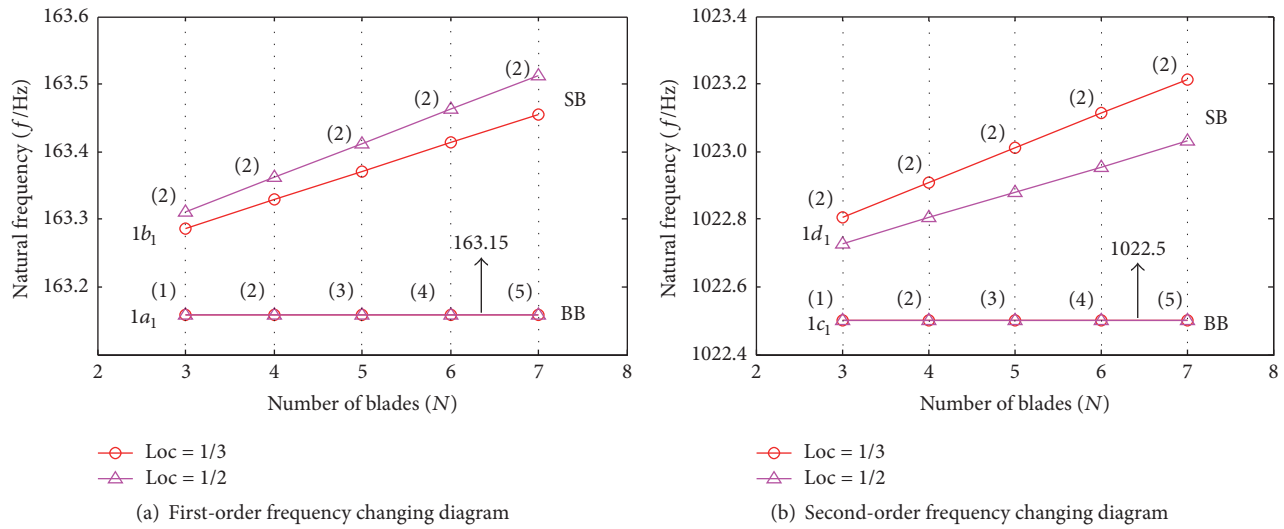 163.6
163.5
163.4
163.3
163.2
Natural frequency (f/Hz)
(2)
(2)
(2)
(2)
(2)
SB
1b₁
163.15
(1)
(2)
(3)
(4)
(5)
1a₁
BB
2
3
4
5
6
7
8
Number of blades (N)
Loc = 1/3
Loc = 1/2
(a) First-order frequency changing diagram
1023.4
1023.2
1023.0
1022.8
1022.6
1022.4
Natural frequency (f/Hz)
(2)
(2)
(2)
(2)
(2)
SB
1d₁
1022.5
(1)
(2)
(3)
(4)
(5)
1c₁
BB
2
3
4
5
6
7
8
Number of blades (N)
Loc = 1/3
Loc = 1/2
(b) Second-order frequency changing diagram